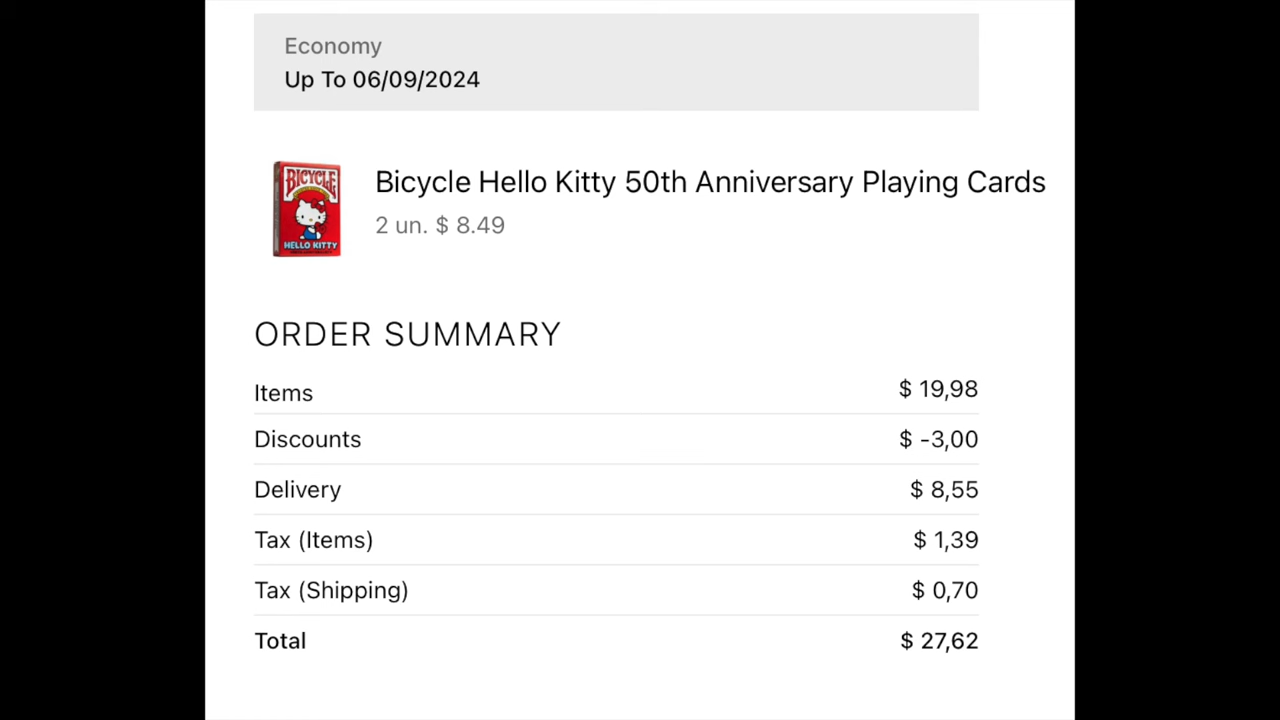 Economy
Up To 06/09/2024
BICYCLE
HELLO KITTY
Bicycle Hello Kitty 50th Anniversary Playing Cards
2 un. $ 8.49
ORDER SUMMARY
Items $ 19,98
Discounts $ -3,00
Delivery $ 8,55
Tax (Items) $ 1,39
Tax (Shipping) $ 0,70
Total $ 27,62